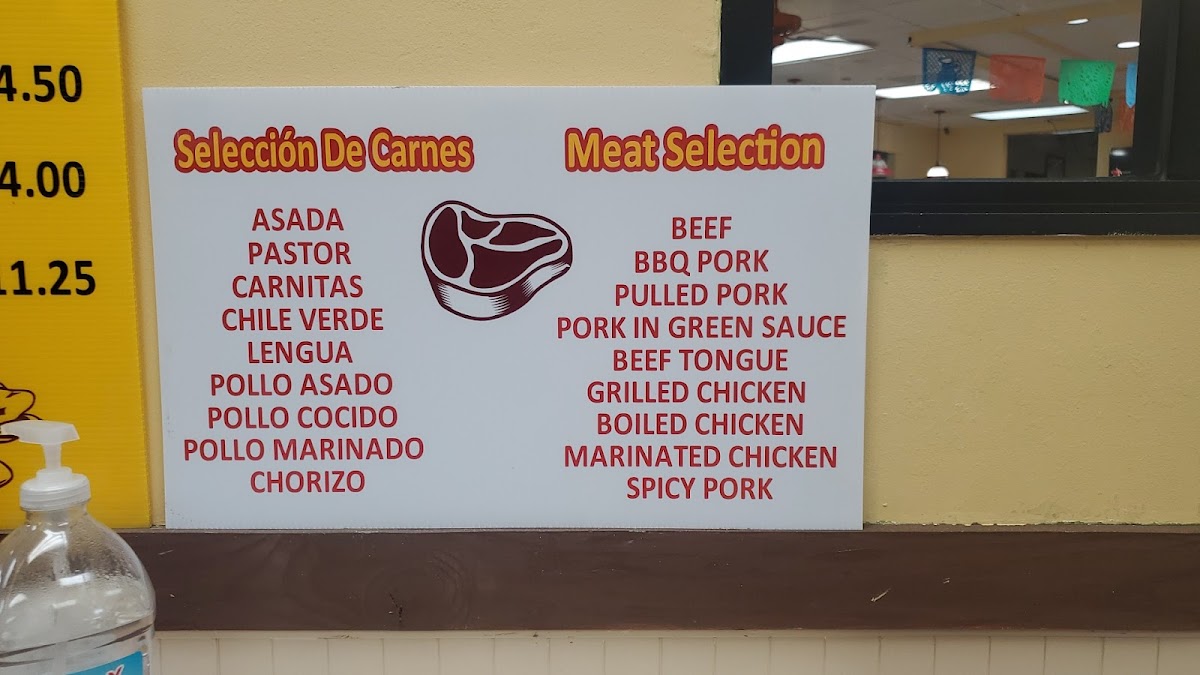 4.50
4.00
11.25
Selección De Carnes
ASADA
PASTOR
CARNITAS
CHILE VERDE
LENGUA
POLLO ASADO
POLLO COCIDO
POLLO MARINADO
CHORIZO
Meat Selection
BEEF
BBQ PORK
PULLED PORK
PORK IN GREEN SAUCE
BEEF TONGUE
GRILLED CHICKEN
BOILED CHICKEN
MARINATED CHICKEN
SPICY PORK